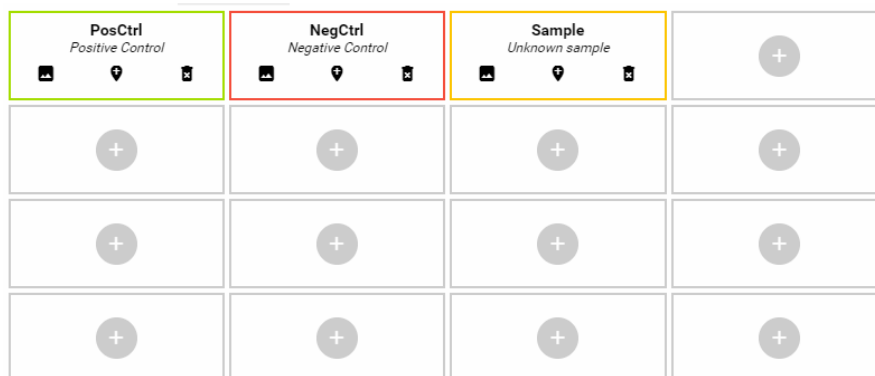 PosCtrl
Positive Control
NegCtrl
Negative Control
Sample
Unknown sample